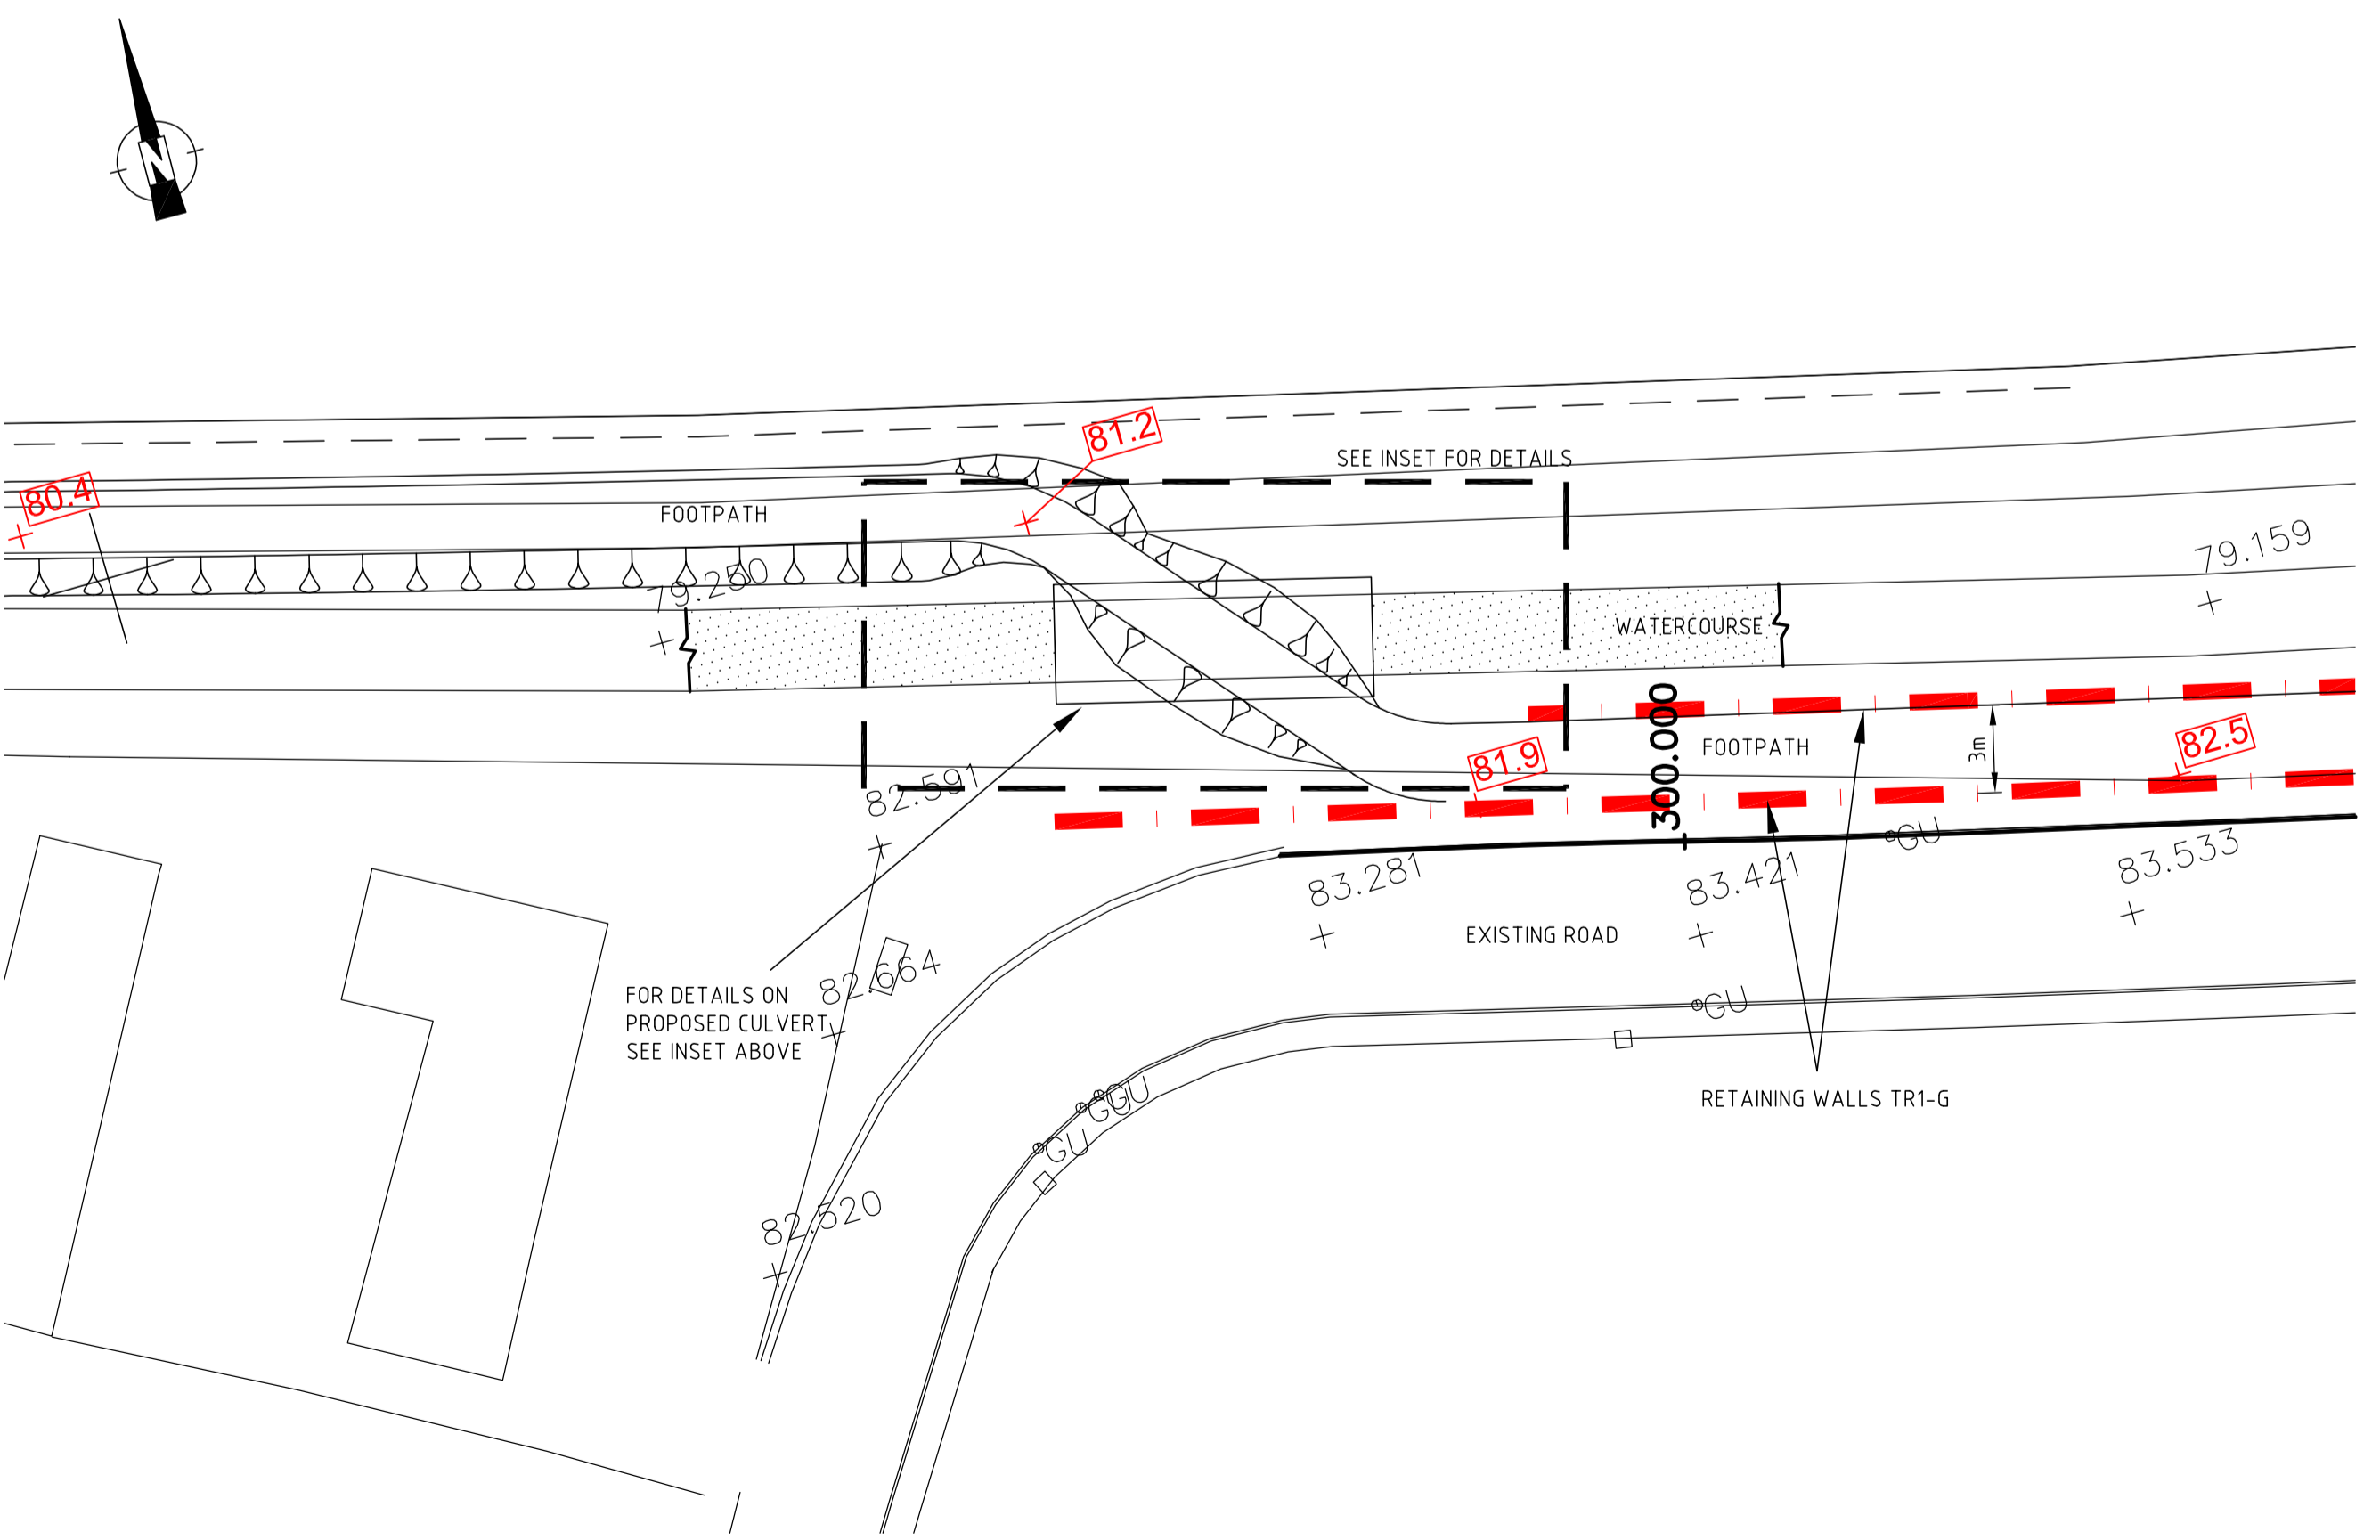 N
81.2
SEE INSET FOR DETAILS
80.4
FOOTPATH
79.250
79.159
WATERCOURSE
300.000
FOOTPATH
3m
82.5
81.9
82.591
GU
83.281
83.421
83.533
EXISTING ROAD
82.664
FOR DETAILS ON
PROPOSED CULVERT
SEE INSET ABOVE
GU
RETAINING WALLS TR1-G
GU
GU
GU
82.520